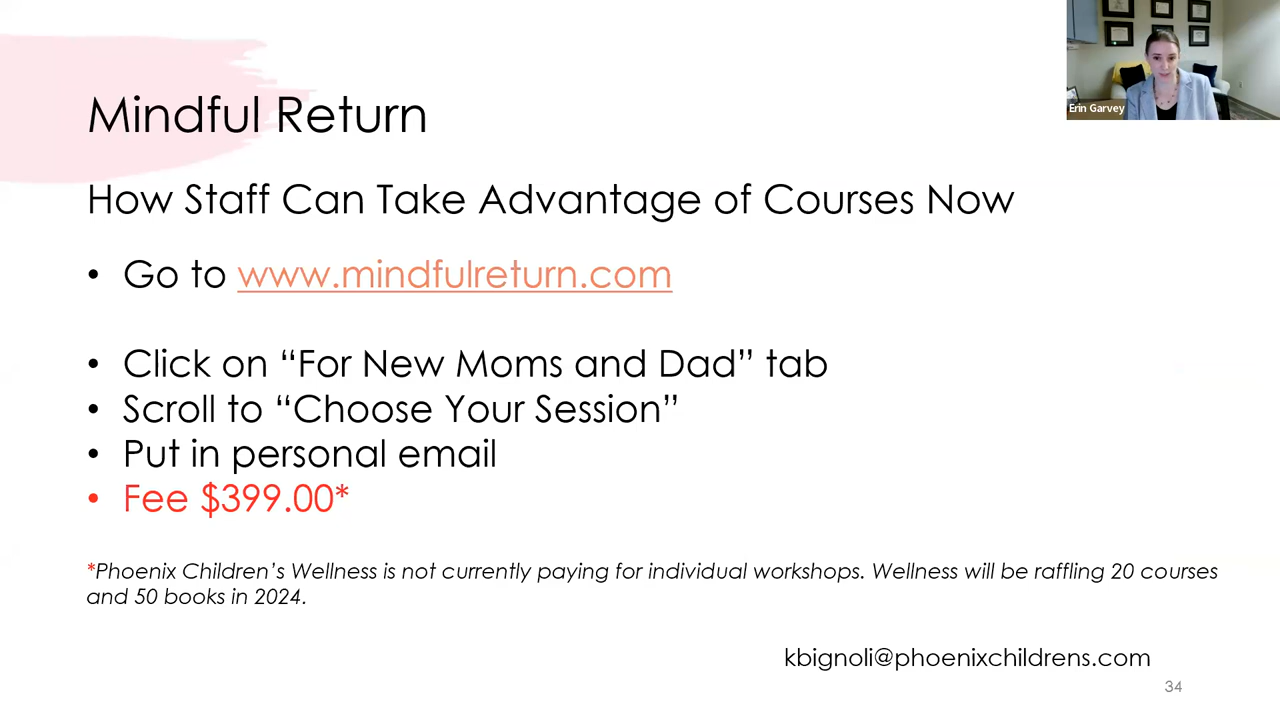 Mindful Return
How Staff Can Take Advantage of Courses Now
• Go to www.mindfulreturn.com
• Click on “For New Moms and Dad” tab
• Scroll to “Choose Your Session”
• Put in personal email
• Fee $399.00*
*Phoenix Children’s Wellness is not currently paying for individual workshops. Wellness will be raffling 20 courses
and 50 books in 2024.
kbignoli@phoenixchildrens.com
34
Erin Garvey